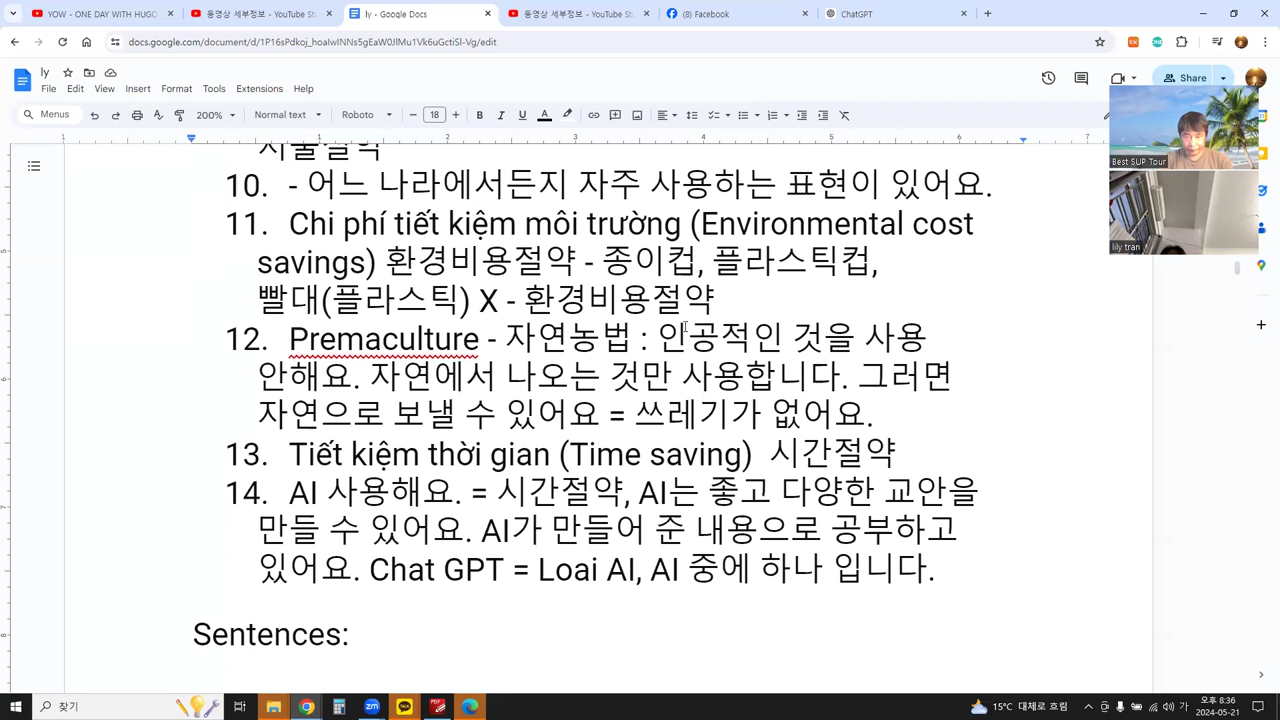 YOW - ONE DAY WITH HUGO
동영상 세부정보 - YouTube St
ly - Google Docs
동영상 세부정보 - YouTube St
(8) Facebook
ChatGPT
docs.google.com/document/d/1P16sPdkoj_hoaIwINNs5gEaW0JlMu1Vk6uGctiSl-Vg/edit
ly
Share
File Edit View Insert Format Tools Extensions Help
Menus 200% Normal text Roboto 18
Best SUP Tour
lily tran
10. - 어느 나라에서든지 자주 사용하는 표현이 있어요.
11. Chi phí tiết kiệm môi trường (Environmental cost
savings) 환경비용절약 - 종이컵, 플라스틱컵,
빨대(플라스틱) X - 환경비용절약
12. Premaculture - 자연농법 : 인공적인 것을 사용
안해요. 자연에서 나오는 것만 사용합니다. 그러면
자연으로 보낼 수 있어요 = 쓰레기가 없어요.
13. Tiết kiệm thời gian (Time saving) 시간절약
14. AI 사용해요. = 시간절약, AI는 좋고 다양한 교안을
만들 수 있어요. AI가 만들어 준 내용으로 공부하고
있어요. Chat GPT = Loai AI, AI 중에 하나 입니다.
Sentences:
찾기
15°C 대체로 흐림
가
오후 8:36
2024-05-21